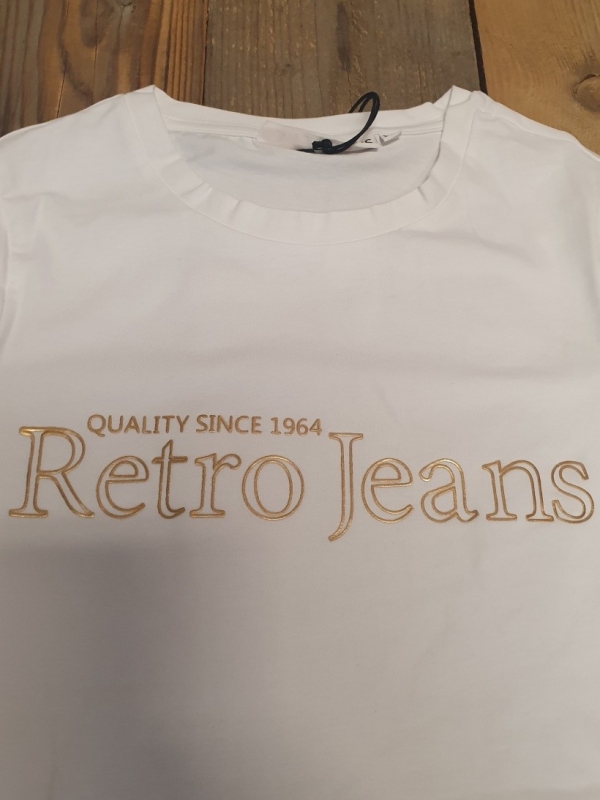 QUALITY SINCE 1964
Retro Jeans